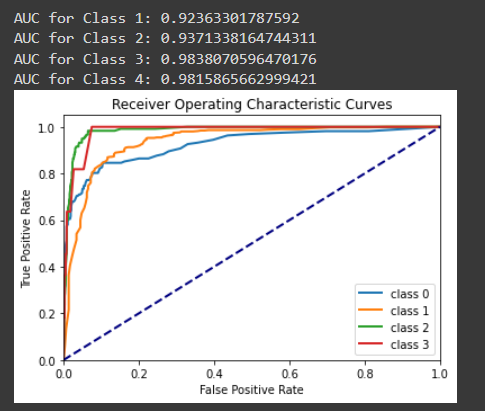 AUC for Class 1: 0.92363301787592
AUC for Class 2: 0.9371338164744311
AUC for Class 3: 0.9838070596470176
AUC for Class 4: 0.9815865662999421
Receiver Operating Characteristic Curves
True Positive Rate
1.0
0.8
0.6
0.4
0.2
0.0
class 0
class 1
class 2
class 3
0.0 0.2 0.4 0.6 0.8 1.0
False Positive Rate